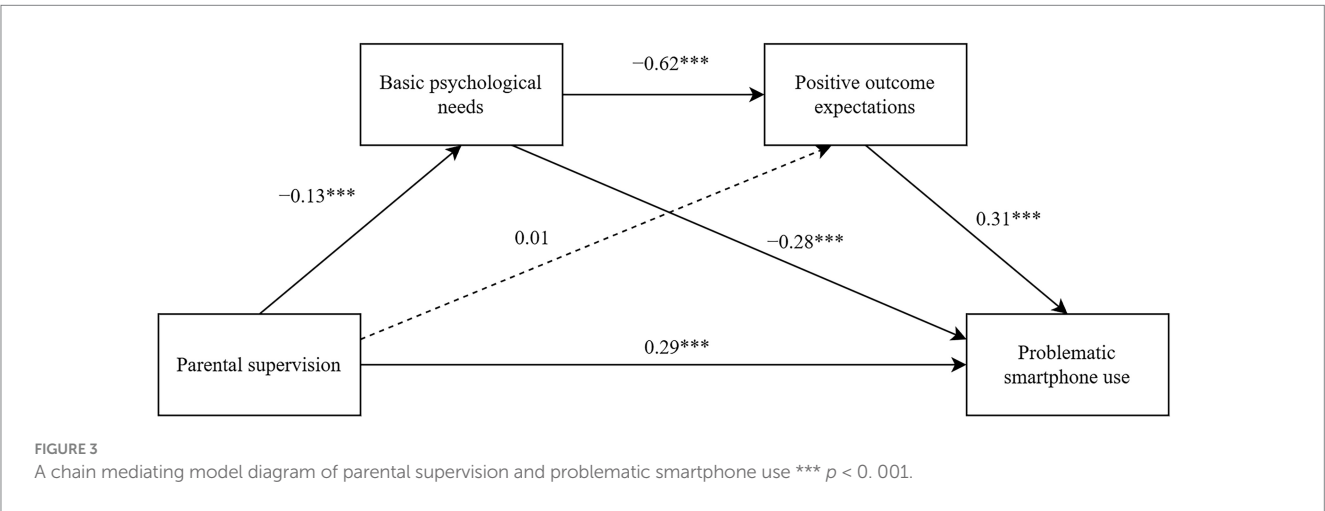 −0.62***
Basic psychological
needs
Positive outcome
expectations
−0.13***
0.31***
0.01
−0.28***
0.29***
Parental supervision
Problematic
smartphone use
FIGURE 3
A chain mediating model diagram of parental supervision and problematic smartphone use *** p < 0. 001.